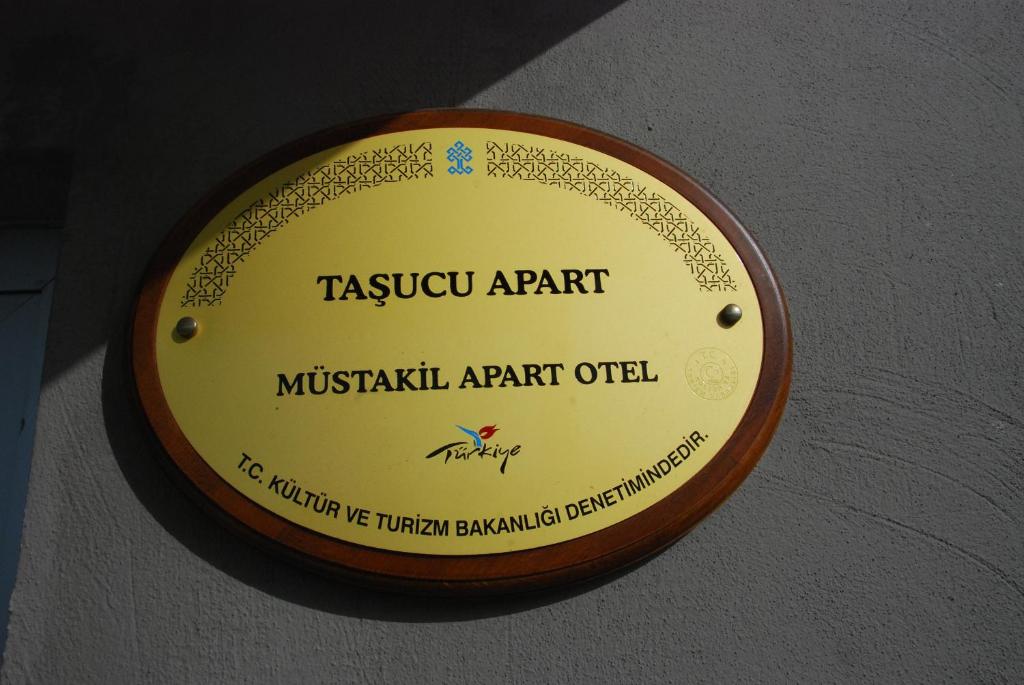 TAŞUCU APART
MÜSTAKİL APART OTEL
Türkiye
T.C. KÜLTÜR VE TURİZM BAKANLIĞI DENETİMİNDEDİR.